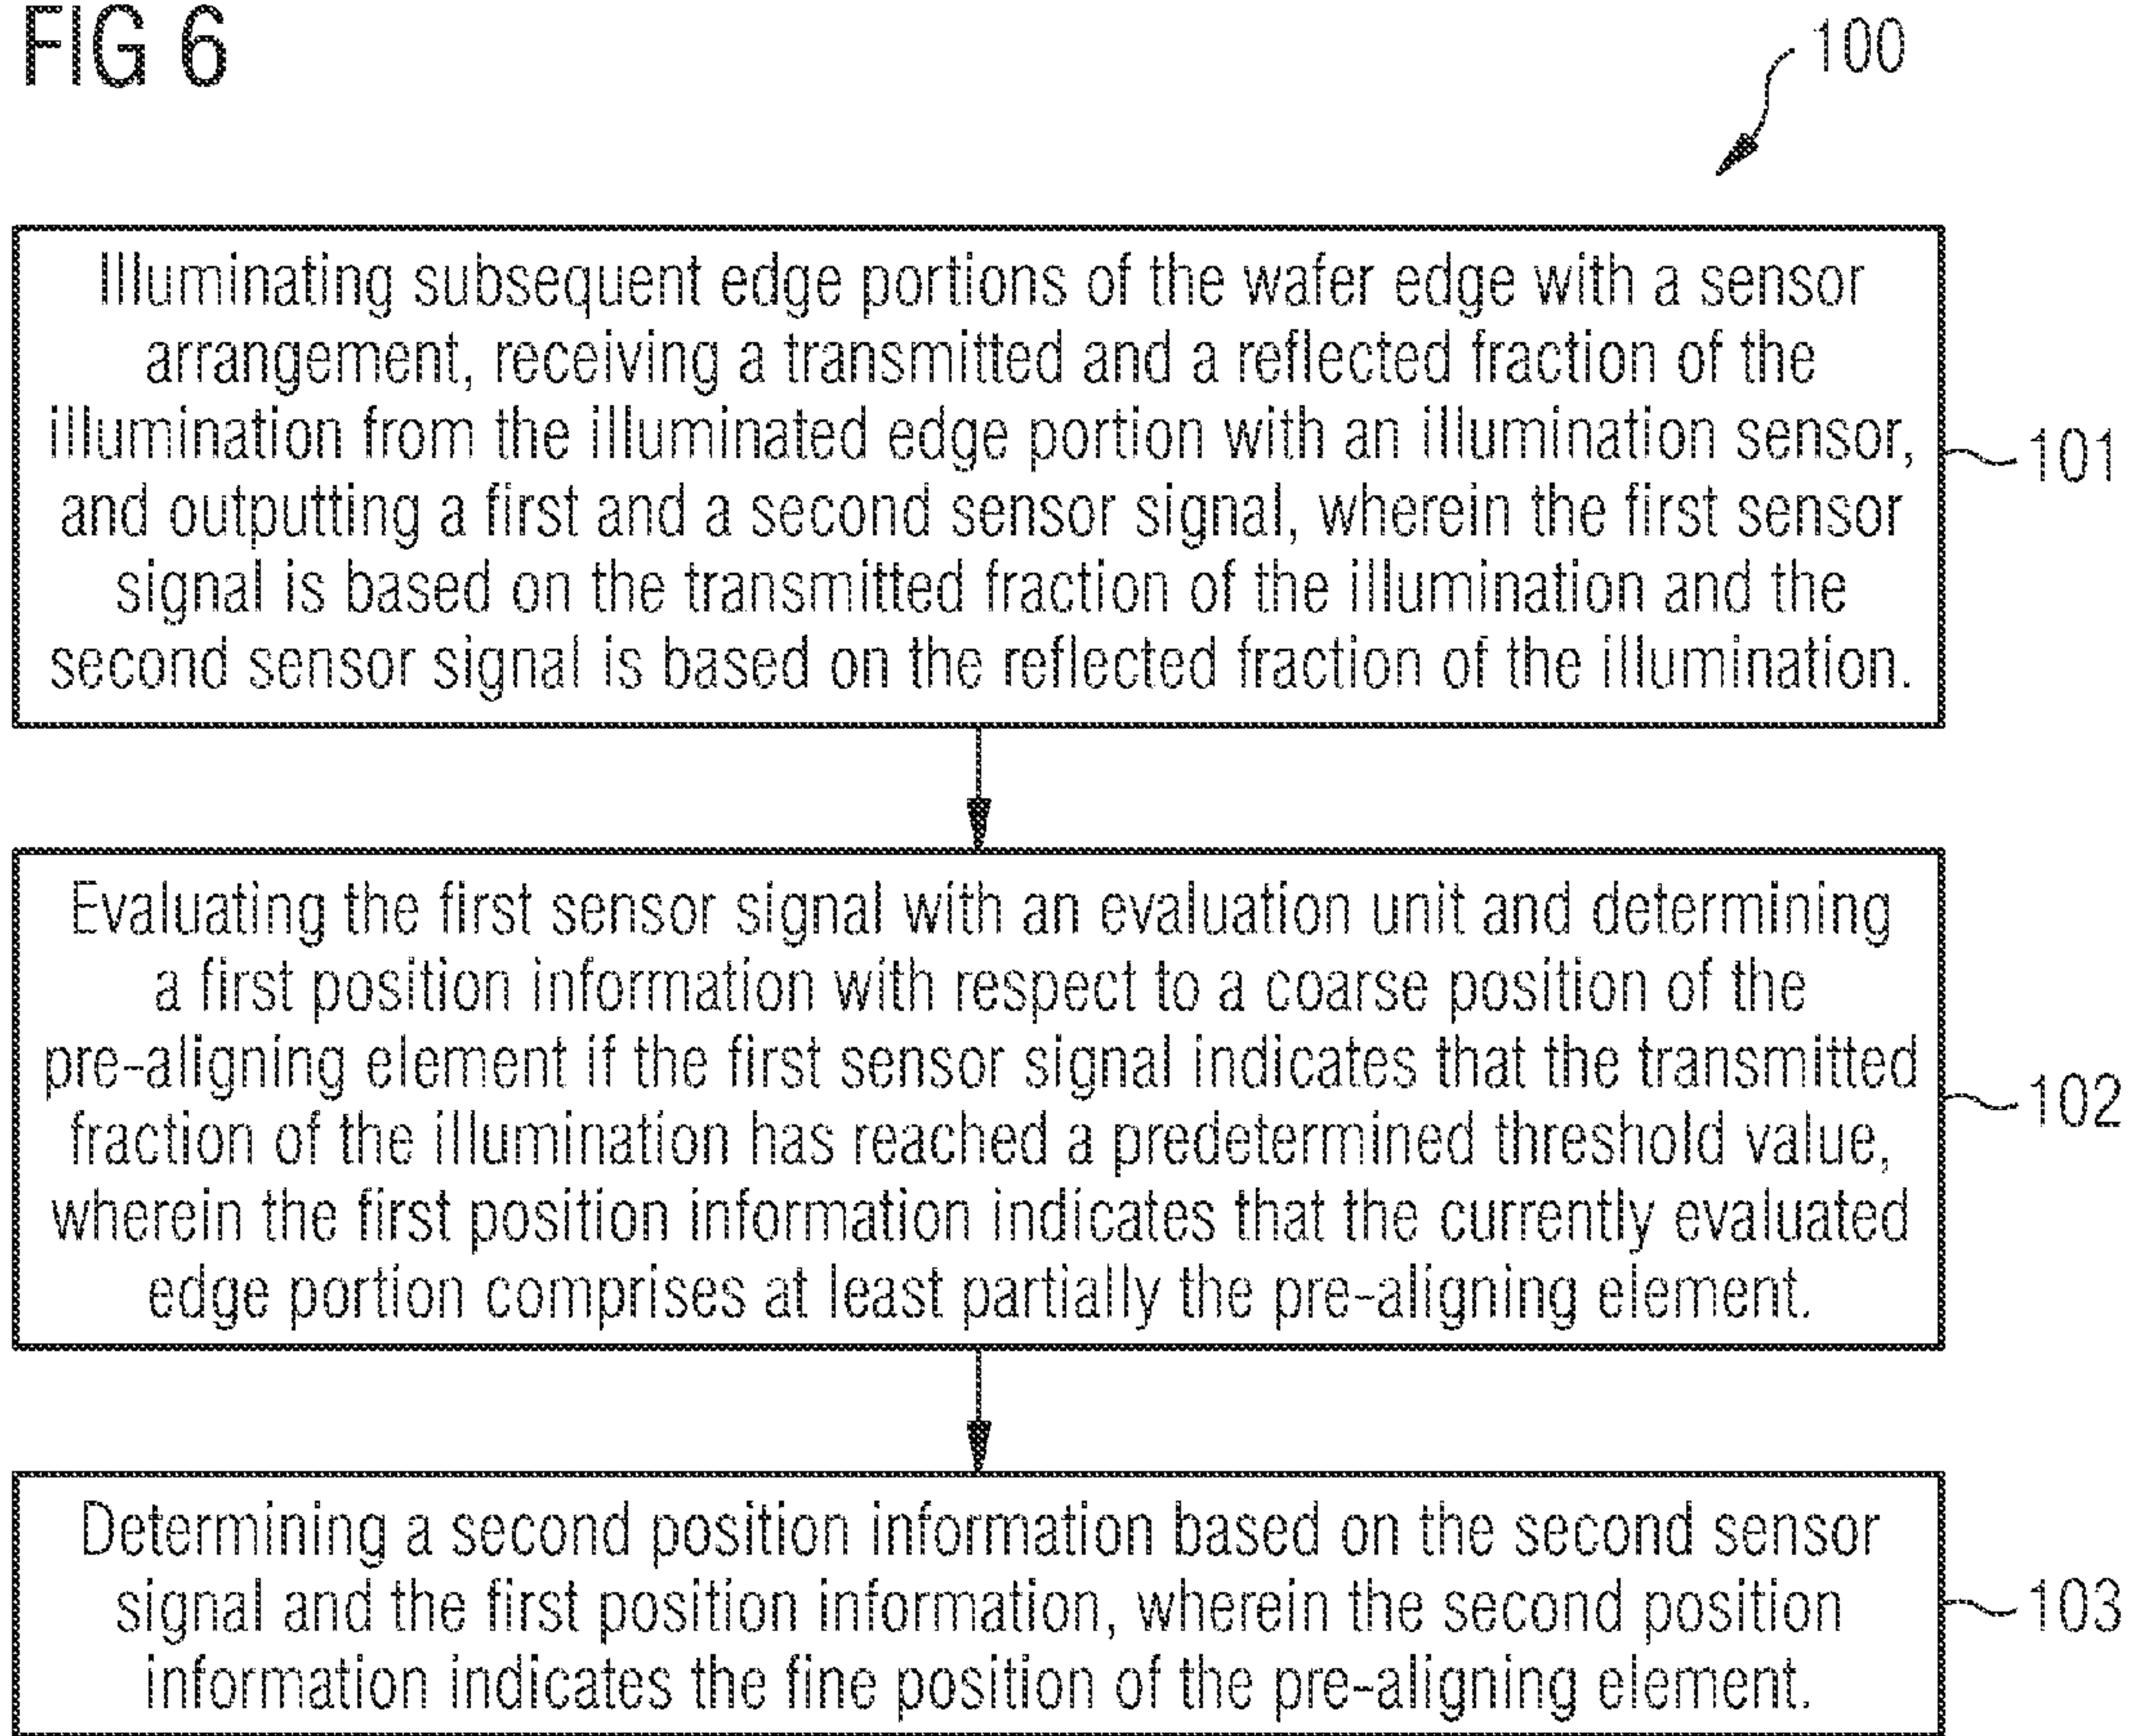 FIG 6
100
Illuminating subsequent edge portions of the wafer edge with a sensor
arrangement, receiving a transmitted and a reflected fraction of the
illumination from the illuminated edge portion with an illumination sensor,
and outputting a first and a second sensor signal, wherein the first sensor
signal is based on the transmitted fraction of the illumination and the
second sensor signal is based on the reflected fraction of the illumination.
101
Evaluating the first sensor signal with an evaluation unit and determining
a first position information with respect to a coarse position of the
pre-aligning element if the first sensor signal indicates that the transmitted
fraction of the illumination has reached a predetermined threshold value,
wherein the first position information indicates that the currently evaluated
edge portion comprises at least partially the pre-aligning element.
102
Determining a second position information based on the second sensor
signal and the first position information, wherein the second position
information indicates the fine position of the pre-aligning element.
103